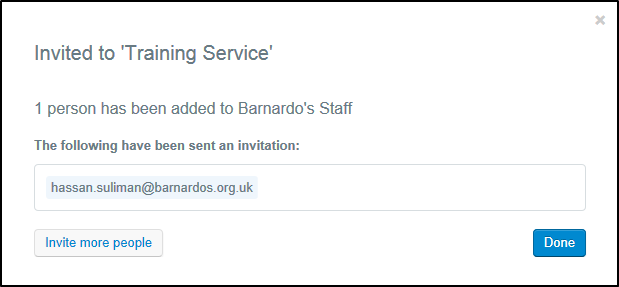 Invited to 'Training Service'
1 person has been added to Barnardo's Staff
The following have been sent an invitation:
hassan.suliman@barnardos.org.uk
Invite more people
Done